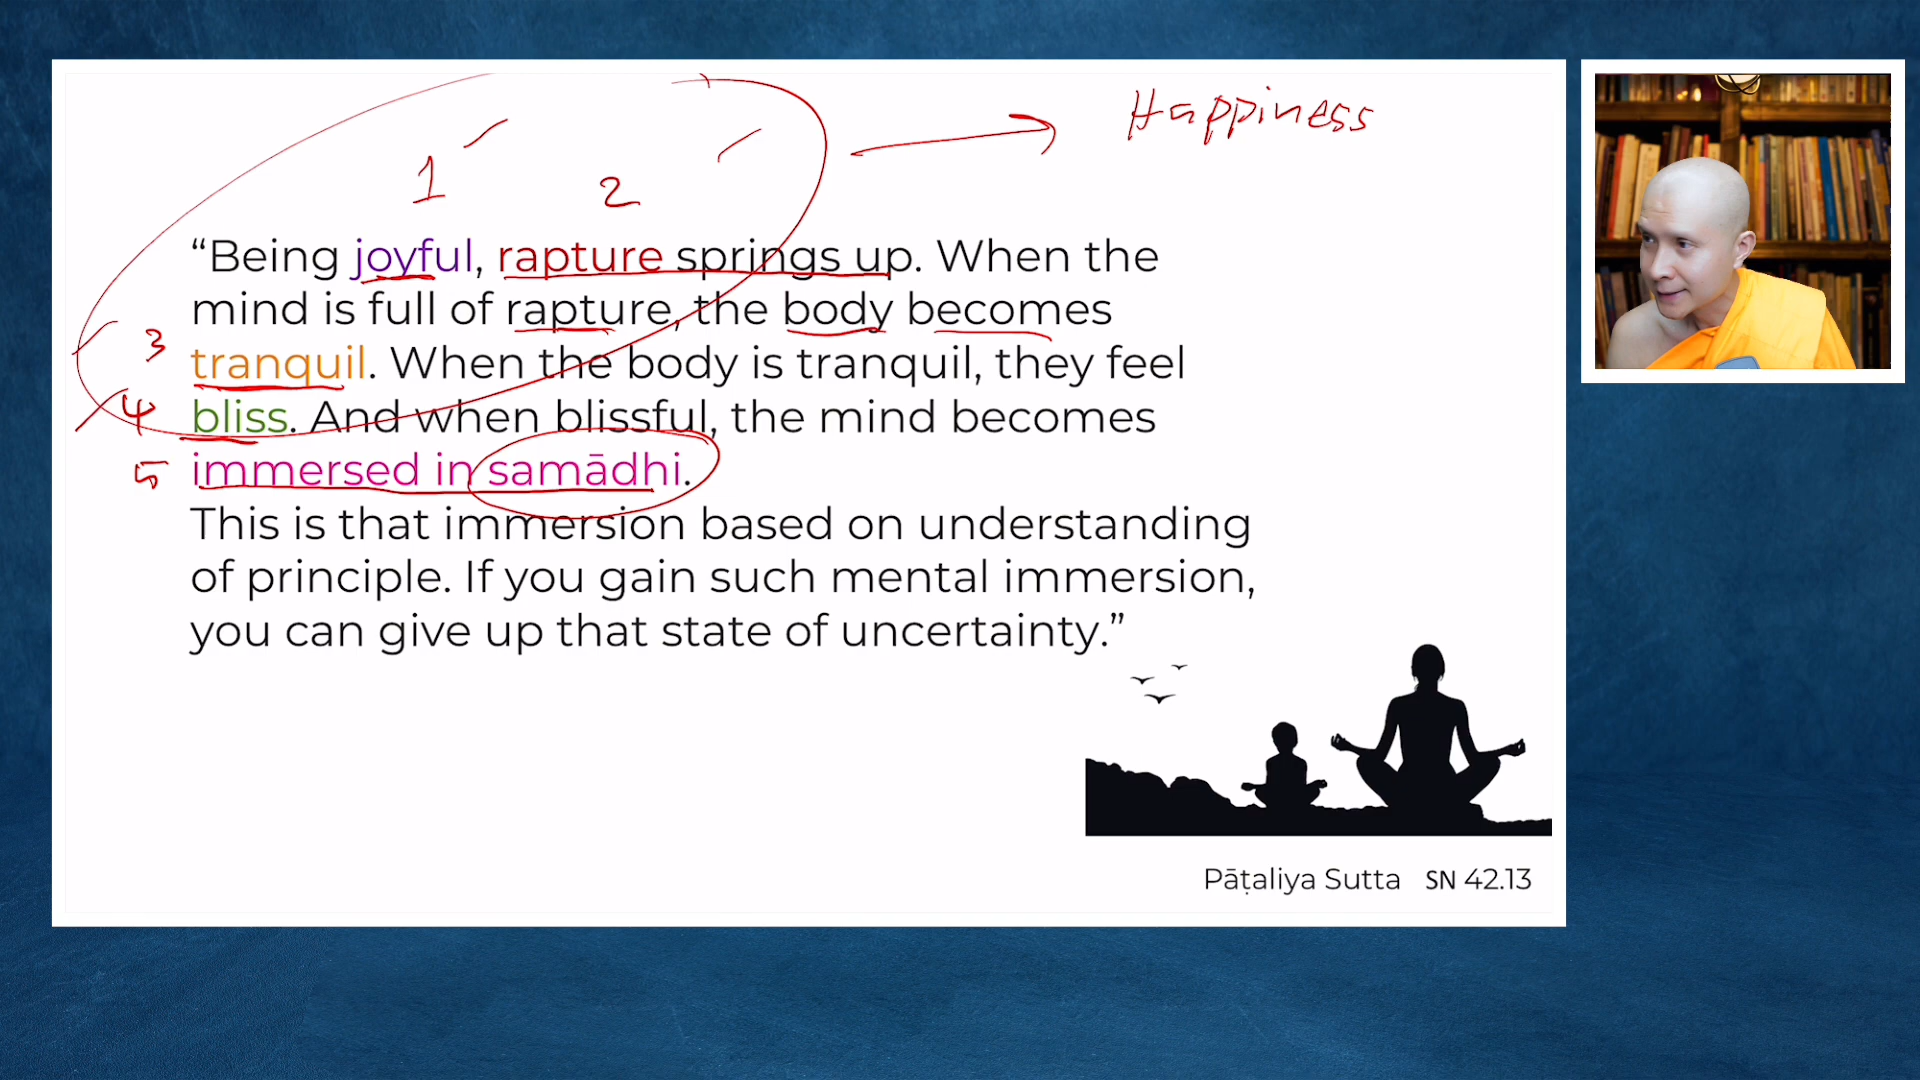 Happiness
1 2
“Being joyful, rapture springs up. When the
mind is full of rapture, the body becomes
3
tranquil. When the body is tranquil, they feel
4 bliss. And when blissful, the mind becomes
5 immersed in samādhi.
This is that immersion based on understanding
of principle. If you gain such mental immersion,
you can give up that state of uncertainty.”
Pāṭaliya Sutta SN 42.13